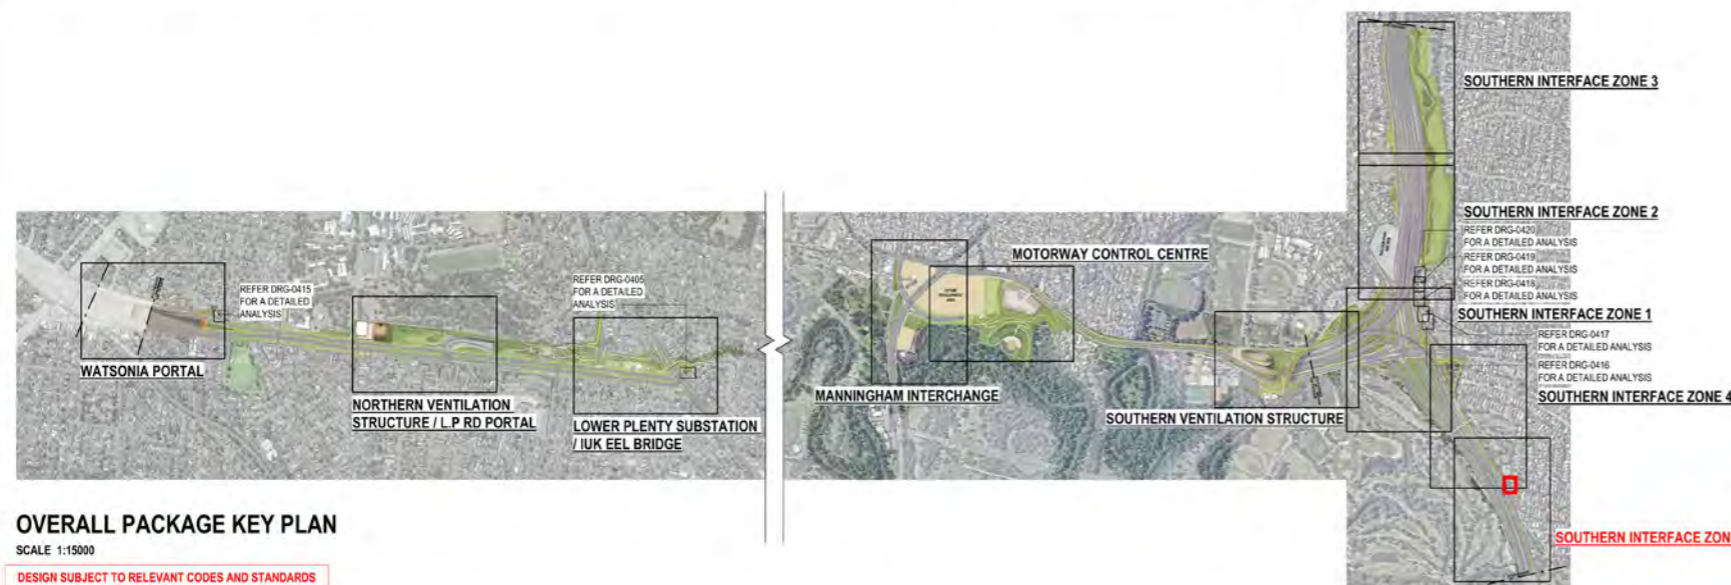 SOUTHERN INTERFACE ZONE 3
SOUTHERN INTERFACE ZONE 2
REFER DRG-0420
FOR A DETAILED ANALYSIS
REFER DRG-0419
FOR A DETAILED ANALYSIS
REFER DRG-0418
FOR A DETAILED ANALYSIS
SOUTHERN INTERFACE ZONE 1
REFER DRG-0417
FOR A DETAILED ANALYSIS
REFER DRG-0416
FOR A DETAILED ANALYSIS
SOUTHERN INTERFACE ZONE 4
SOUTHERN INTERFACE ZON
MOTORWAY CONTROL CENTRE
MANNINGHAM INTERCHANGE
SOUTHERN VENTILATION STRUCTURE
REFER DRG-0415
FOR A DETAILED
ANALYSIS
REFER DRG-0405
FOR A DETAILED
ANALYSIS
WATSONIA PORTAL
NORTHERN VENTILATION
STRUCTURE / L.P RD PORTAL
LOWER PLENTY SUBSTATION
/ IUK EEL BRIDGE
OVERALL PACKAGE KEY PLAN
SCALE 1:15000
DESIGN SUBJECT TO RELEVANT CODES AND STANDARDS